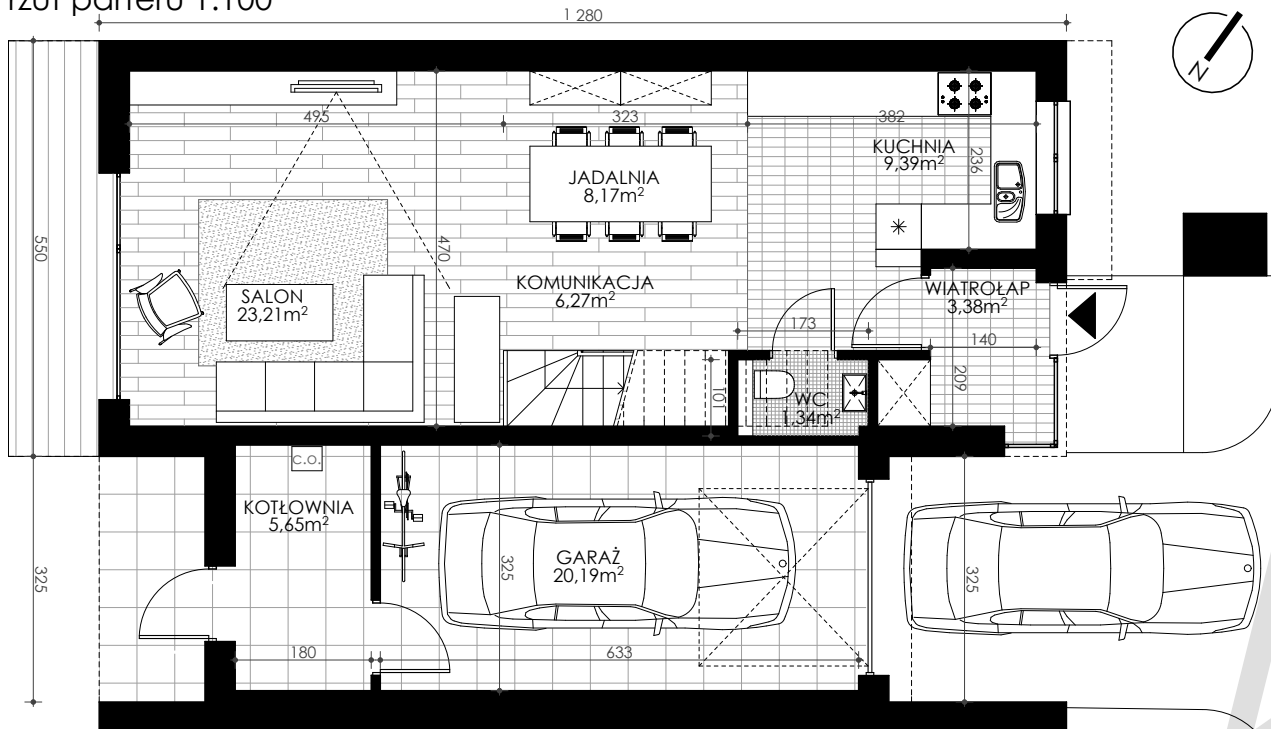 rzut parteru 1:100
1 280
N
495
323
382
KUCHNIA
9,39m²
236
JADALNIA
8,17m²
550
470
KOMUNIKACJA
6,27m²
SALON
23,21m²
WIATROŁAP
3,38m²
173
140
209
101
WC
1,34m²
c.o.
KOTŁOWNIA
5,65m²
GARAŻ
20,19m²
325
325
325
180
633